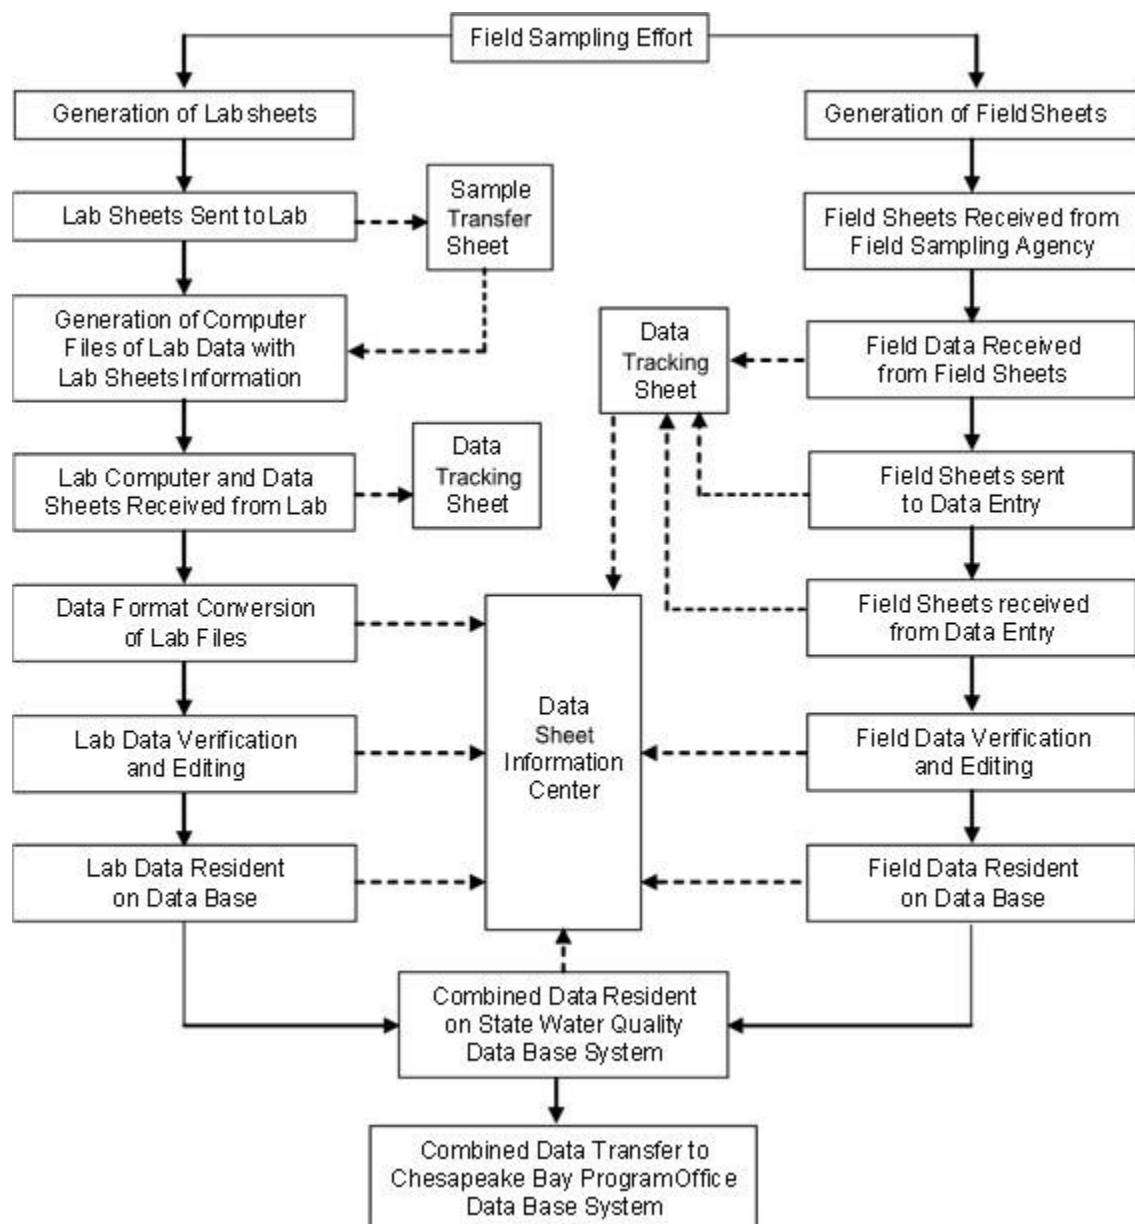 Field Sampling Effort
Generation of Labsheets
Generation of Field Sheets
Lab Sheets Sent to Lab
Sample
Transfer
Sheet
Field Sheets Received from
Field Sampling Agency
Generation of Computer
Files of Lab Data with
Lab Sheets Information
Data
Tracking
Sheet
Field Data Received
from Field Sheets
Lab Computer and Data
Sheets Received from Lab
Data
Tracking
Sheet
Field Sheets sent
to Data Entry
Data Format Conversion
of Lab Files
Field Sheets received
from Data Entry
Data
Sheet
Information
Center
Lab Data Verification
and Editing
Field Data Verification
and Editing
Lab Data Resident
on Data Base
Field Data Resident
on Data Base
Combined Data Resident
on State Water Quality
Data Base System
Combined Data Transfer to
Chesapeake Bay Program Office
Data Base System